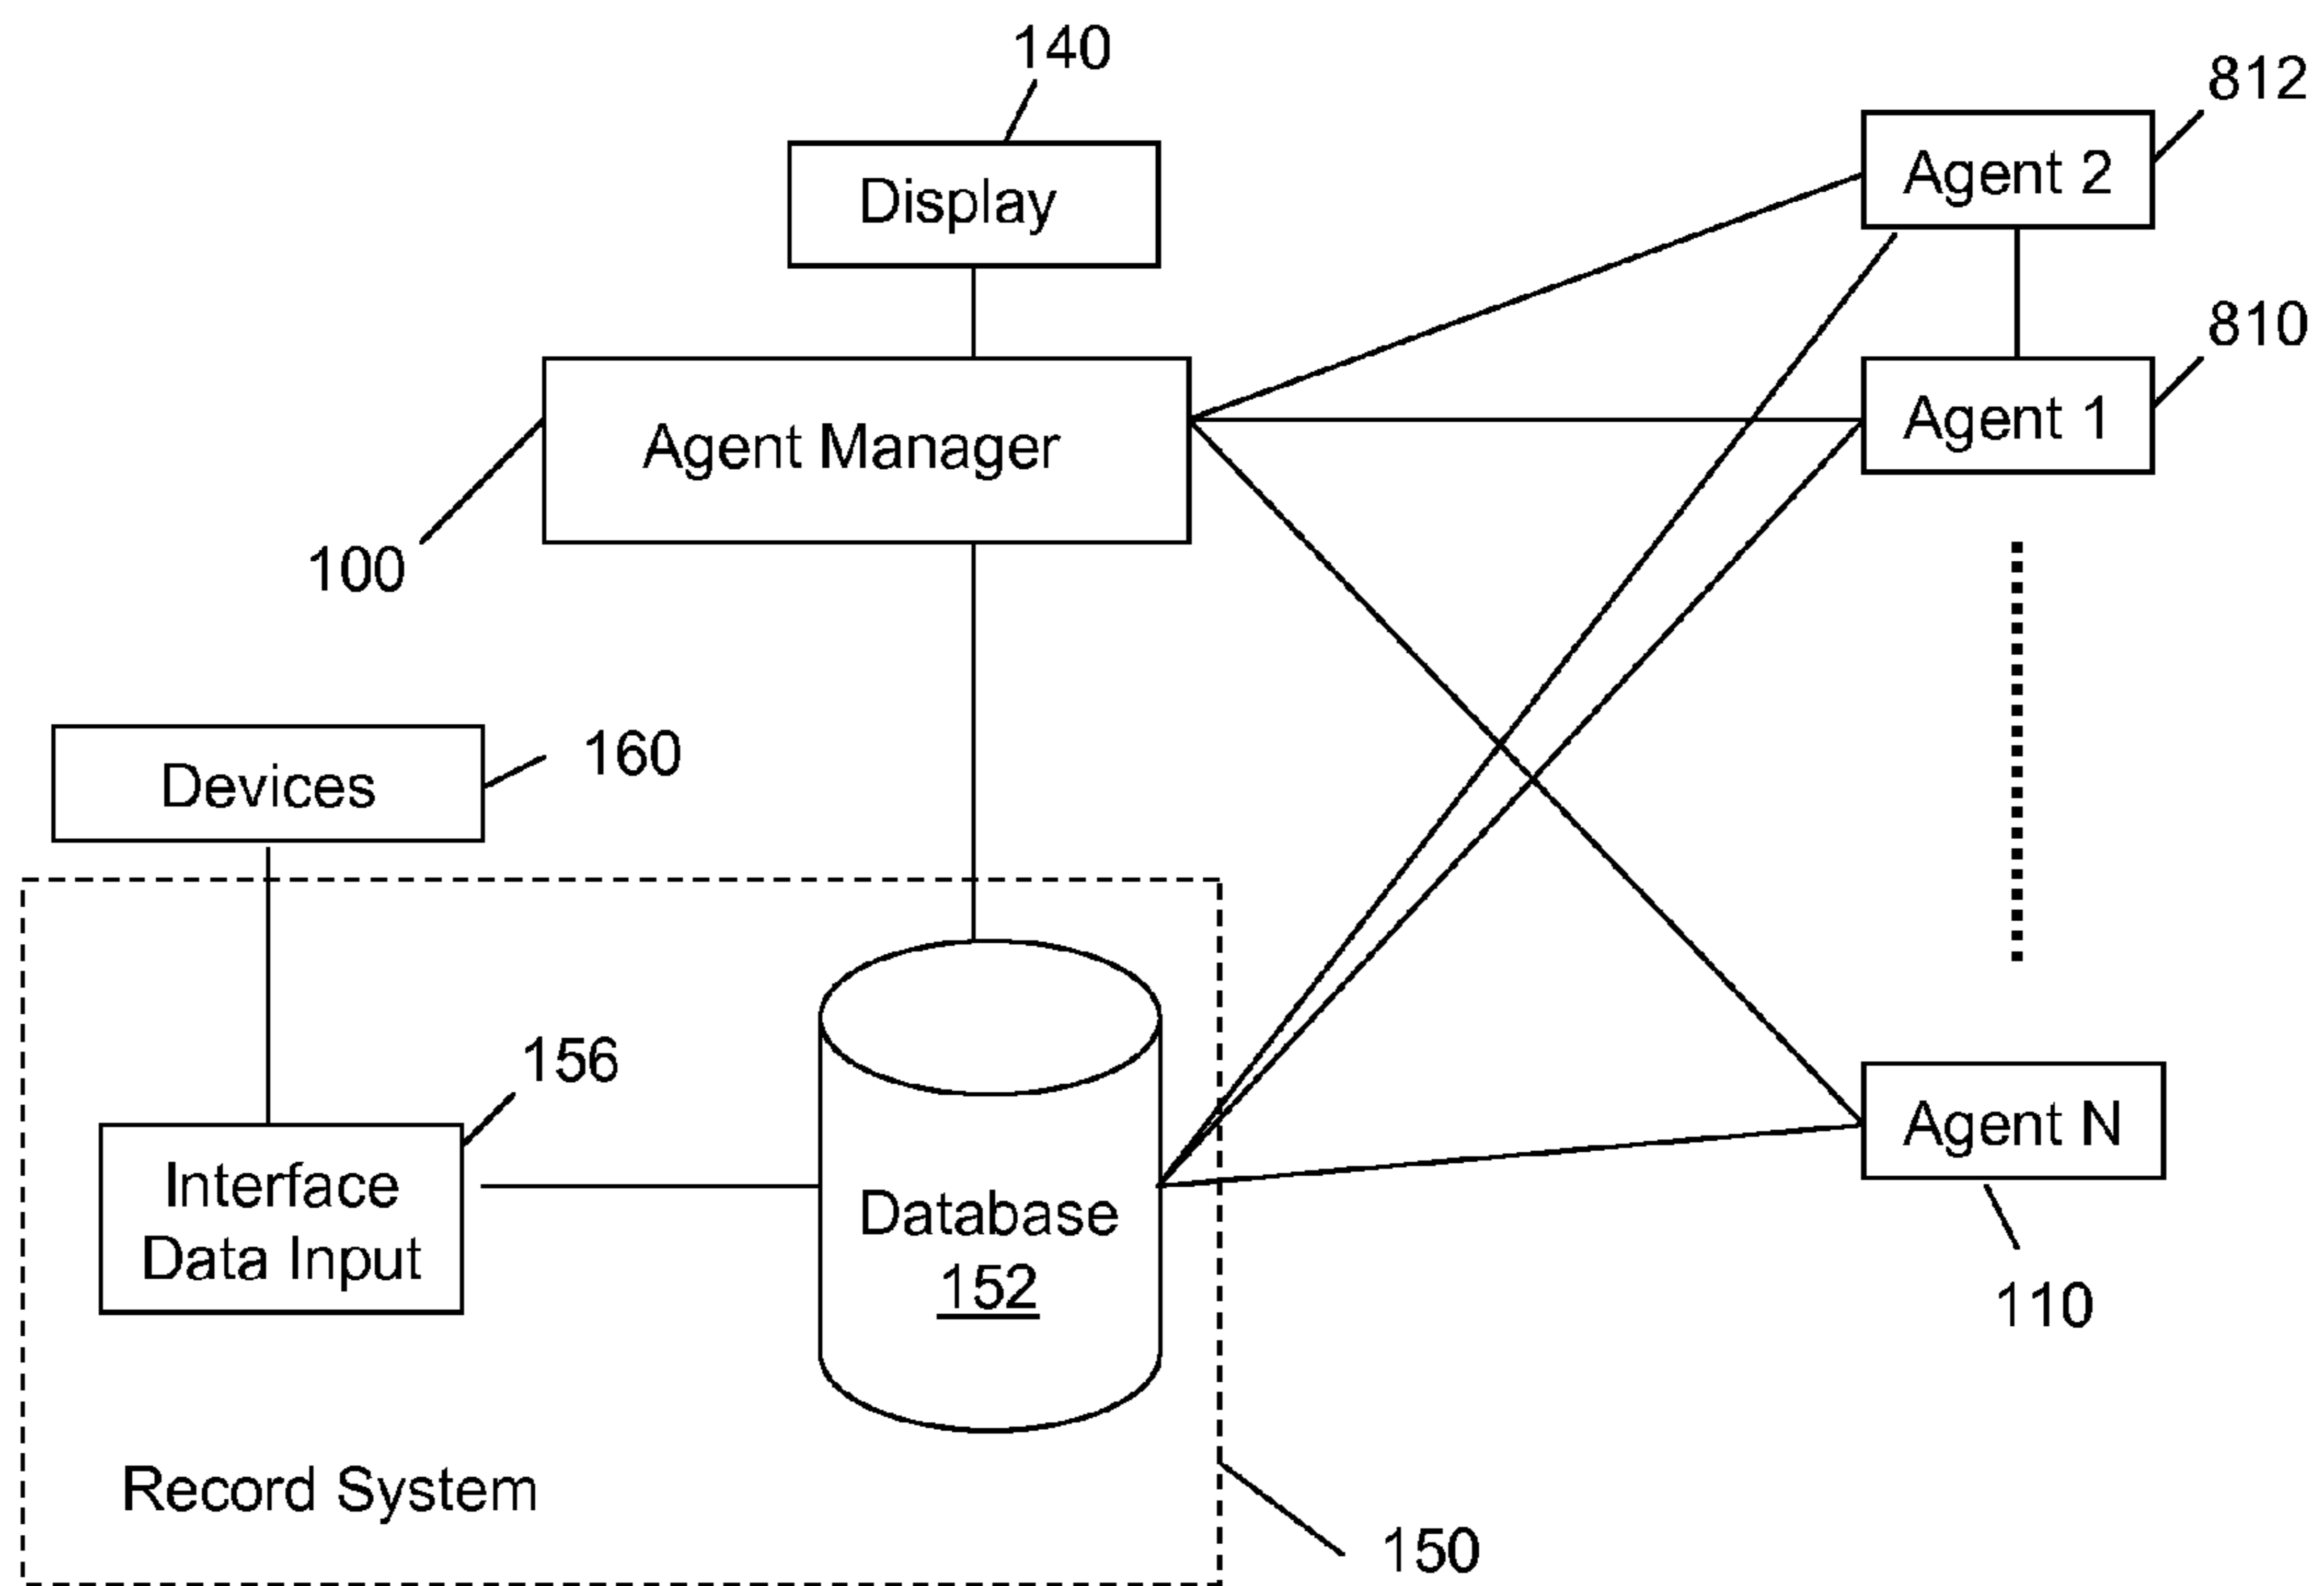 140
812
Display
Agent 2
810
Agent Manager
Agent 1
100
160
Devices
156
Interface
Data Input
Database
152
Agent N
110
Record System
150